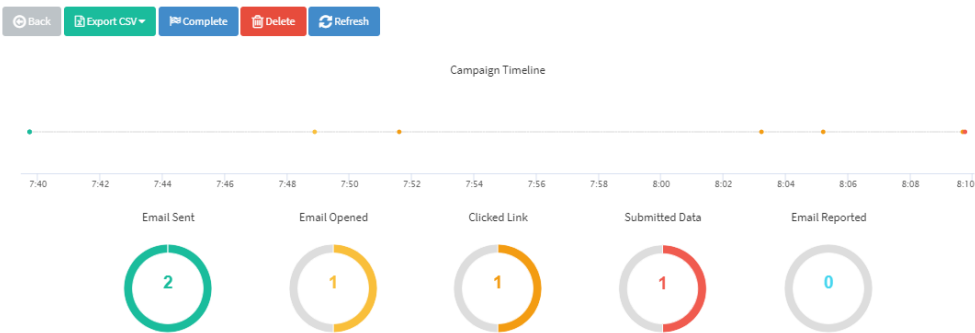 Back Export CSV Complete Delete Refresh
Campaign Timeline
7:40 7:42 7:44 7:46 7:48 7:50 7:52 7:54 7:56 7:58 8:00 8:02 8:04 8:06 8:08 8:10
Email Sent Email Opened Clicked Link Submitted Data Email Reported
2 1 1 1 0